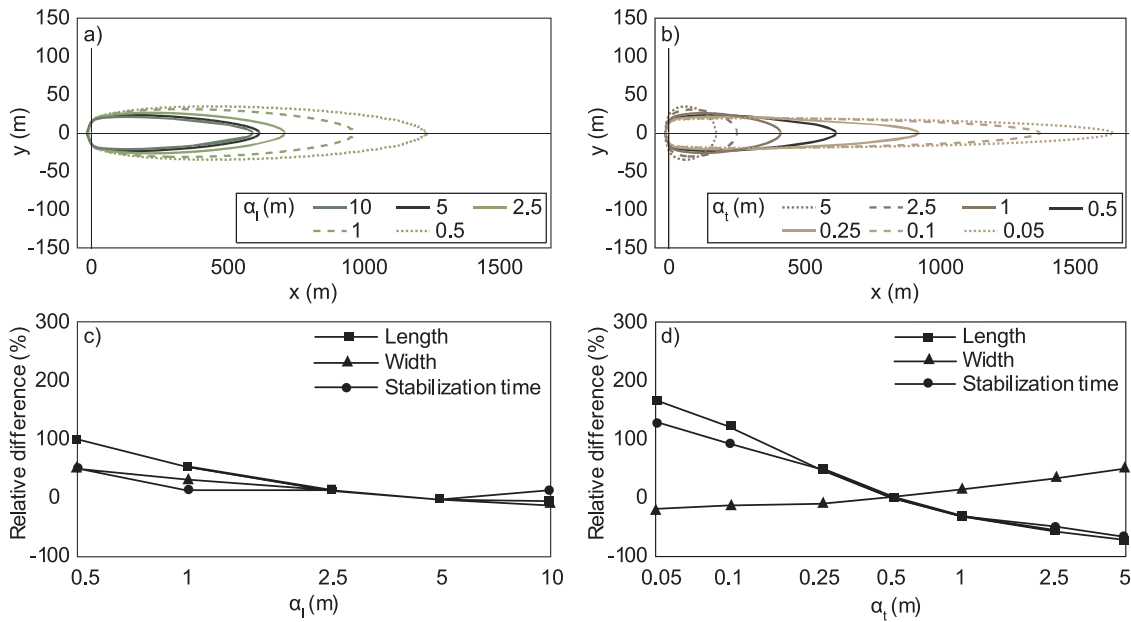 a)
150
100
50
0
-50
-100
-150
y (m)
αl (m) 10 5 2.5
1 0.5
0 500 1000 1500
x (m)
b)
150
100
50
0
-50
-100
-150
y (m)
αt (m) 5 2.5 1 0.5
0.25 0.1 0.05
0 500 1000 1500
x (m)
c)
300
200
100
0
-100
Relative difference (%)
Length
Width
Stabilization time
0.5 1 2.5 5 10
αl (m)
d)
300
200
100
0
-100
Relative difference (%)
Length
Width
Stabilization time
0.05 0.1 0.25 0.5 1 2.5 5
αt (m)